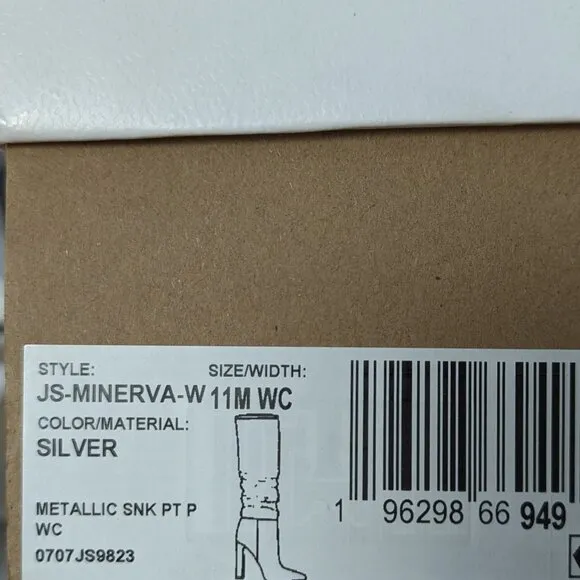 STYLE: SIZE/WIDTH:
JS-MINERVA-W 11M WC
COLOR/MATERIAL:
SILVER
METALLIC SNK PT P
WC
0707JS9823
1 96298 66 949